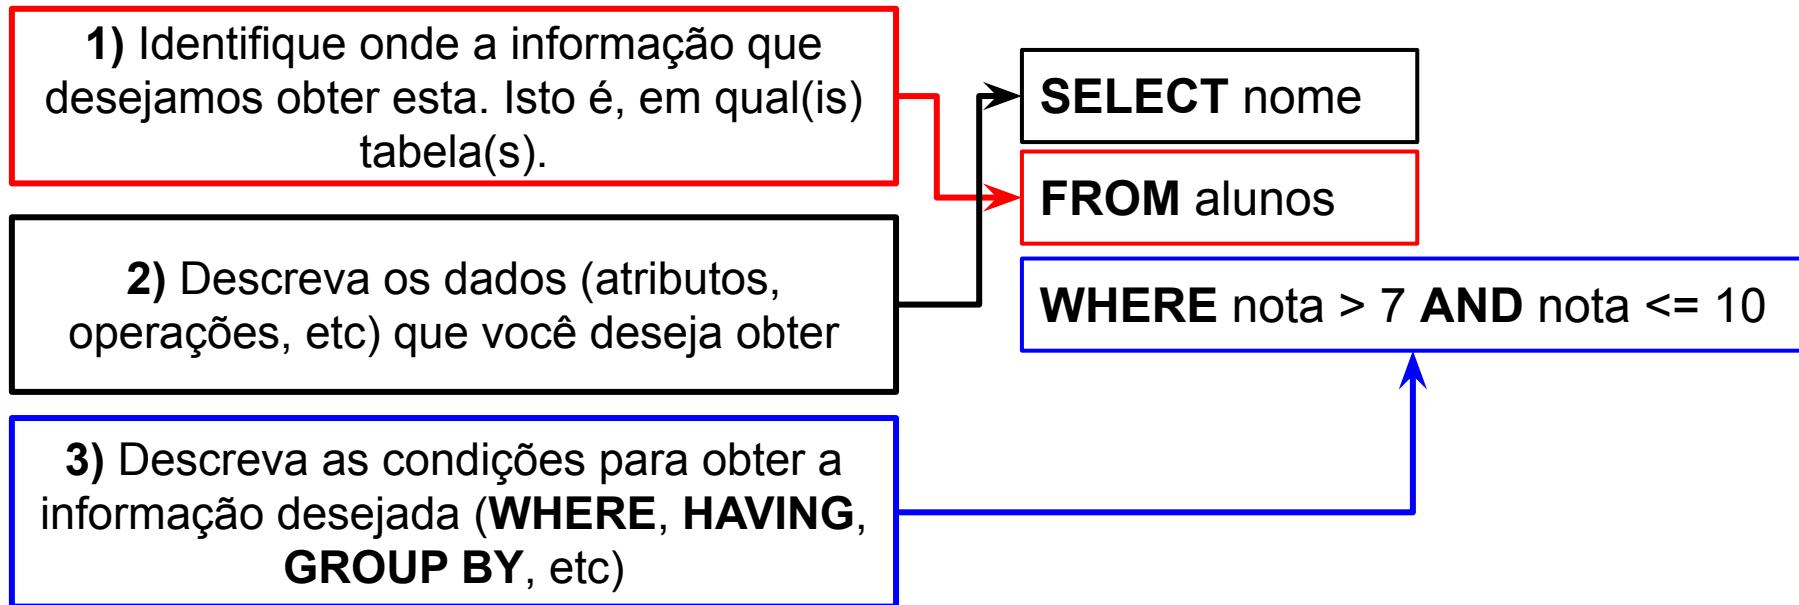 1) Identifique onde a informação que
desejamos obter esta. Isto é, em qual(is)
tabela(s).
2) Descreva os dados (atributos,
operações, etc) que você deseja obter
3) Descreva as condições para obter a
informação desejada (WHERE, HAVING,
GROUP BY, etc)
SELECT nome
FROM alunos
WHERE nota > 7 AND nota <= 10